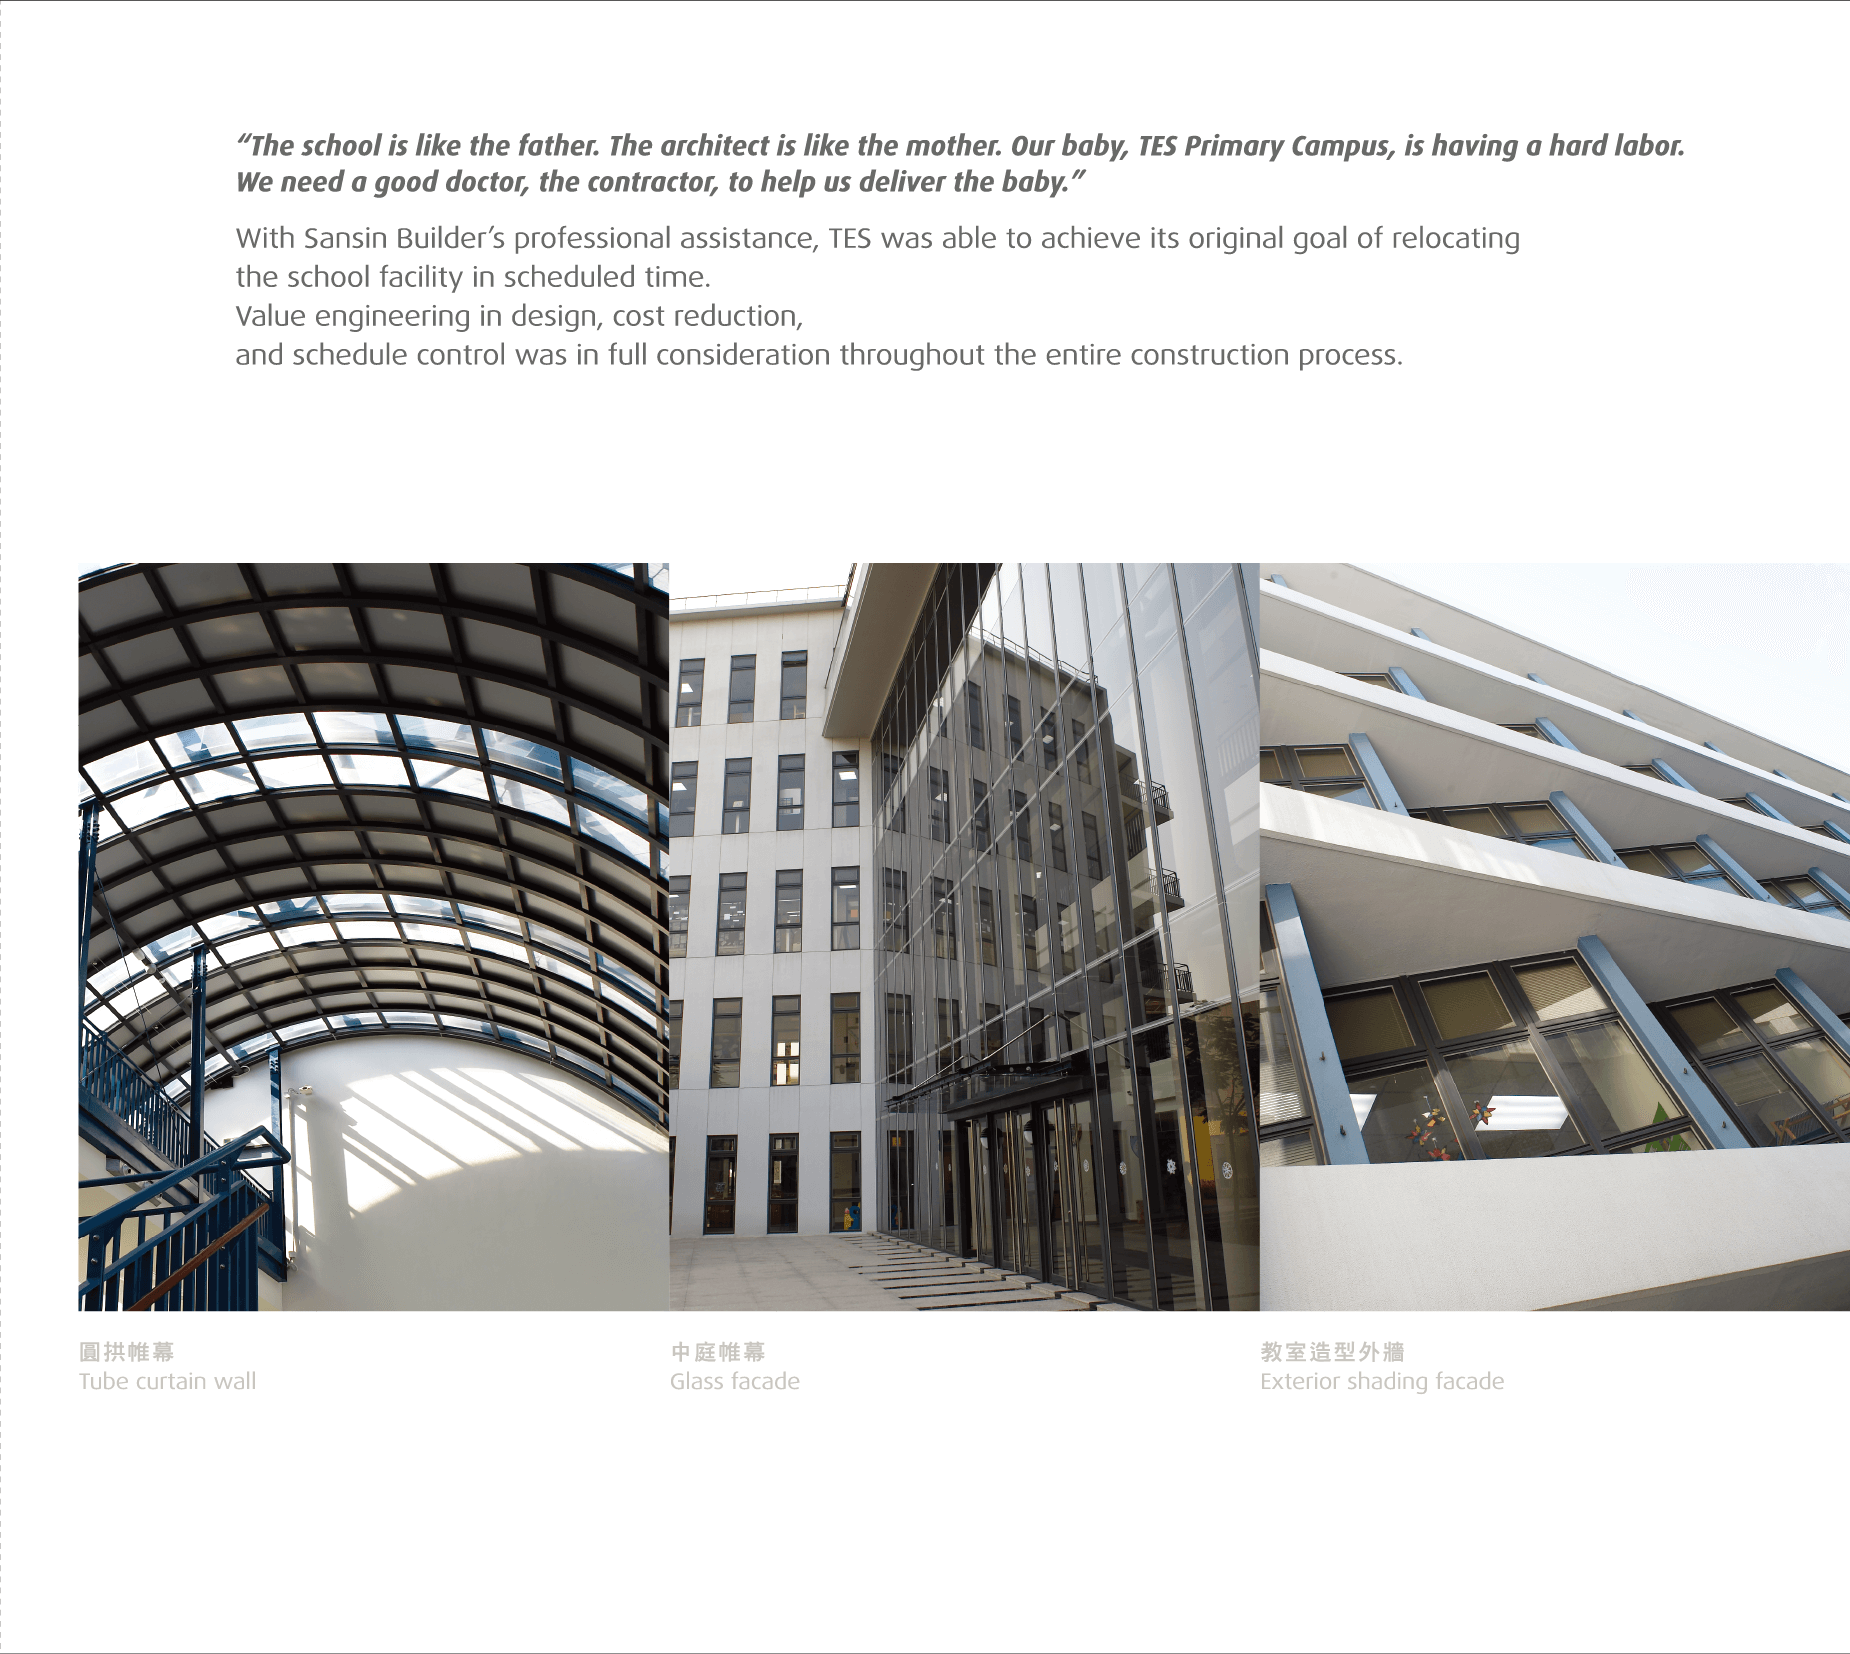 “The school is like the father. The architect is like the mother. Our baby, TES Primary Campus, is having a hard labor.
We need a good doctor, the contractor, to help us deliver the baby.”
With Sansin Builder’s professional assistance, TES was able to achieve its original goal of relocating
the school facility in scheduled time.
Value engineering in design, cost reduction,
and schedule control was in full consideration throughout the entire construction process.
圓拱帷幕
Tube curtain wall
中庭帷幕
Glass facade
教室造型外牆
Exterior shading facade